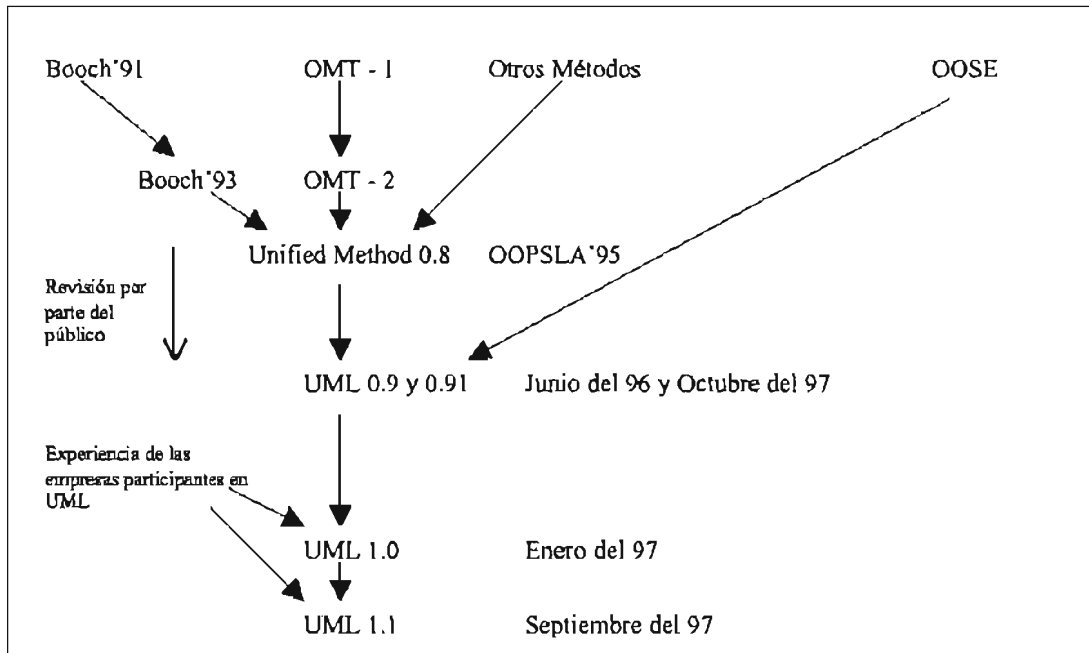 Booch'91
OMT - 1
Otros Métodos
OOSE
Booch'93
OMT - 2
Unified Method 0.8
OOPSLA'95
Revisión por
parte del
público
UML 0.9 y 0.91
Junio del 96 y Octubre del 97
Experiencia de las
empresas participantes en
UML
UML 1.0
Enero del 97
UML 1.1
Septiembre del 97